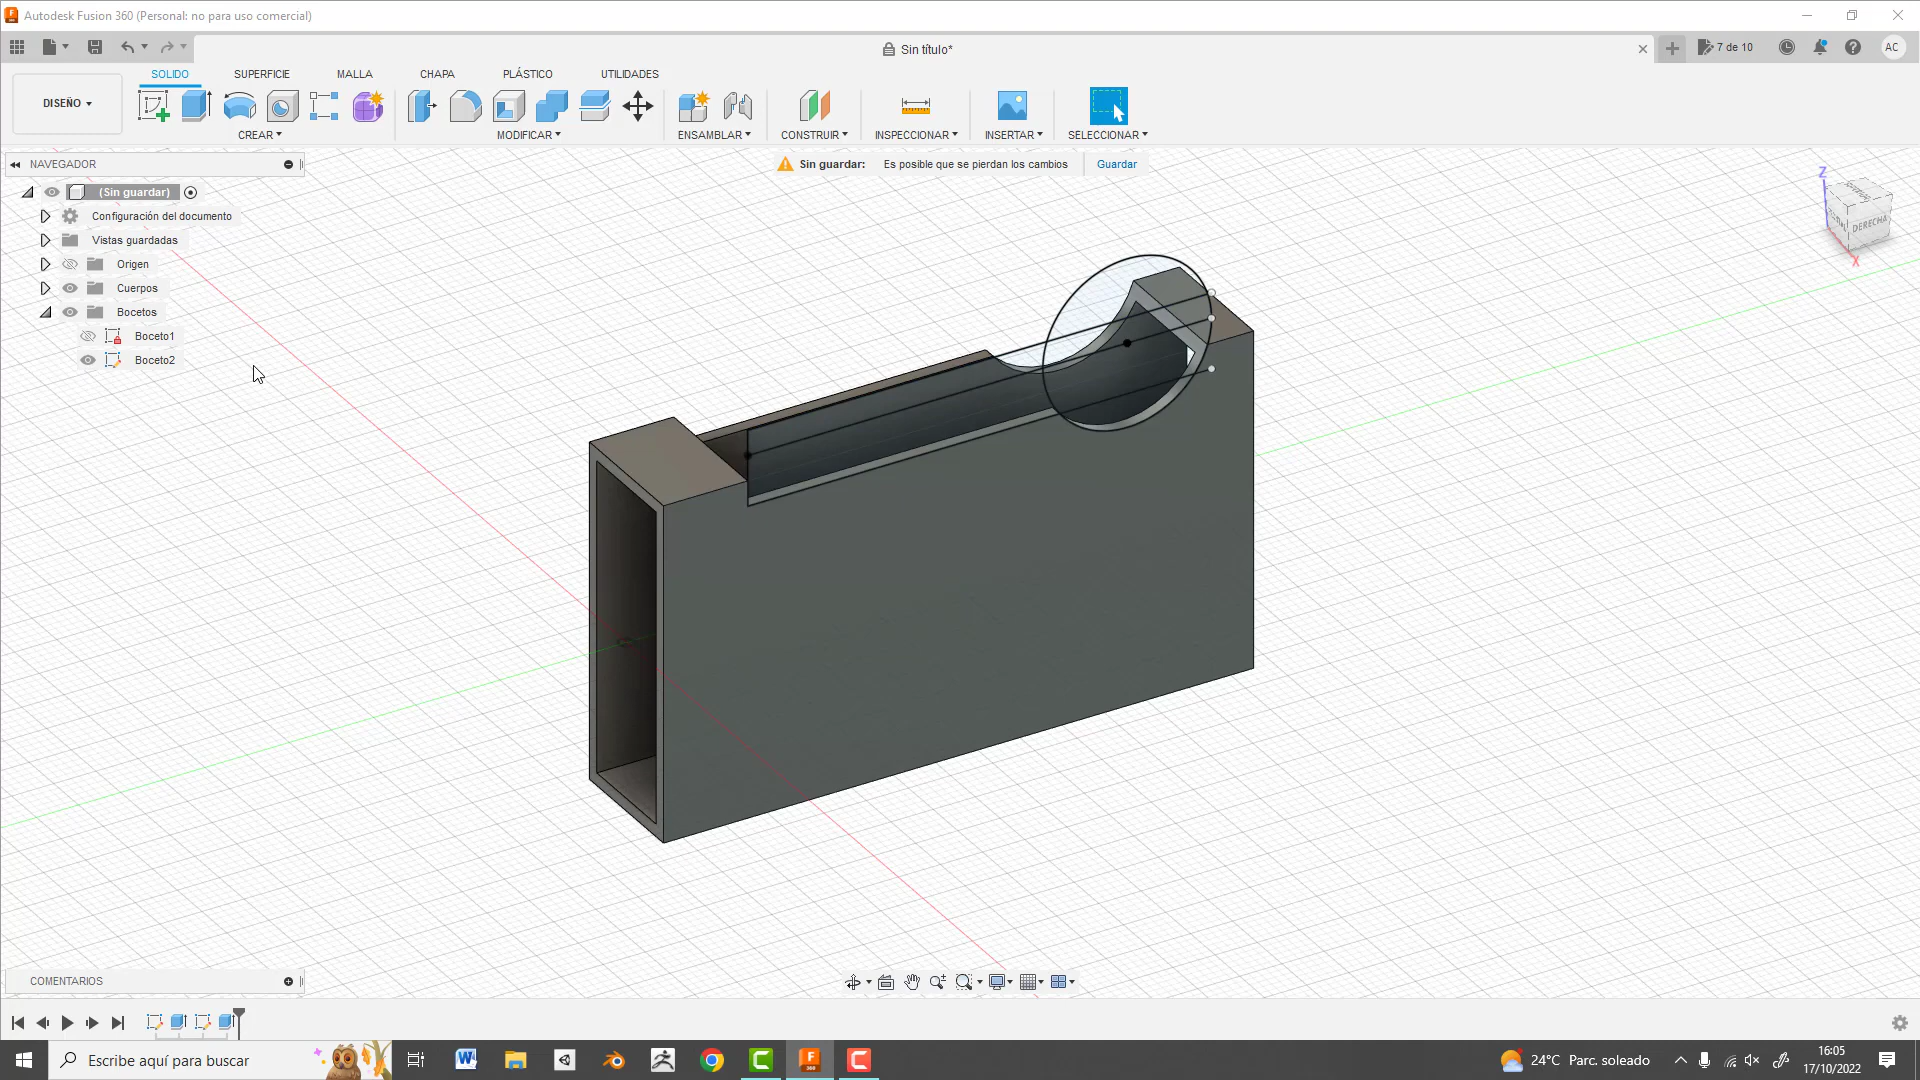 Autodesk Fusion 360 (Personal: no para uso comercial)
Sin título*
7 de 10
AC
DISEÑO
SOLIDO
SUPERFICIE
MALLA
CHAPA
PLÁSTICO
UTILIDADES
CREAR
MODIFICAR
ENSAMBLAR
CONSTRUIR
INSPECCIONAR
INSERTAR
SELECCIONAR
NAVEGADOR
Sin guardar: Es posible que se pierdan los cambios Guardar
(Sin guardar)
Configuración del documento
Vistas guardadas
Origen
Cuerpos
Bocetos
Boceto1
Boceto2
Z
DERECHA
X
COMENTARIOS
Escribe aquí para buscar
24°C Parc. soleado
16:05
17/10/2022